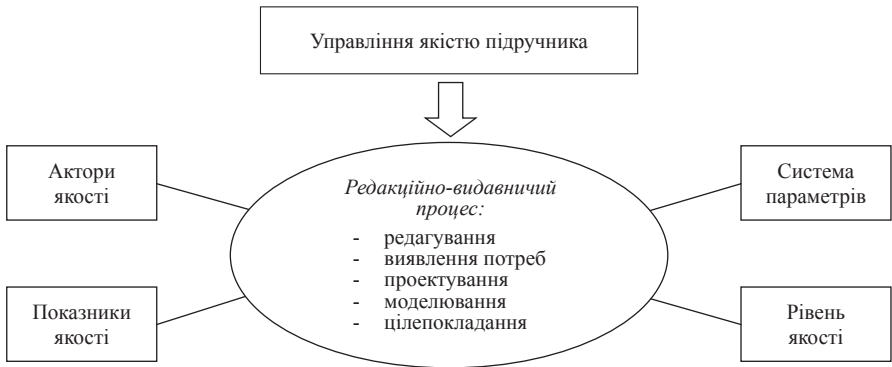 Управління якістю підручника
Актори
якості
Система
параметрів
Редакційно-видавничий
процес:
- редагування
- виявлення потреб
- проектування
- моделювання
- цілепокладання
Показники
якості
Рівень
якості